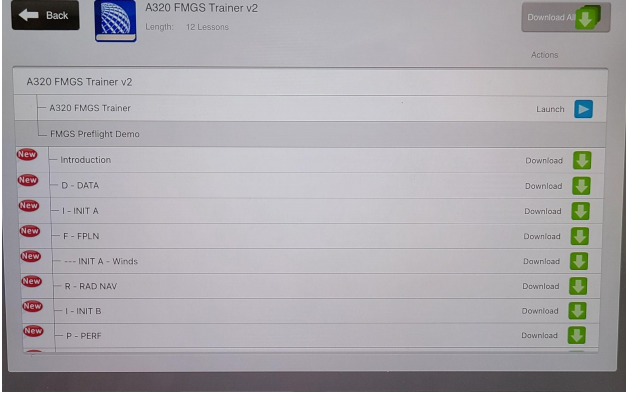 Back
A320 FMGS Trainer v2
Length: 12 Lessons
Download All
Actions
A320 FMGS Trainer v2
A320 FMGS Trainer Launch
FMGS Preflight Demo
New Introduction Download
New D - DATA Download
New I - INIT A Download
New F - FPLN Download
New --- INIT A - Winds Download
New R - RAD NAV Download
New I - INIT B Download
New P - PERF Download